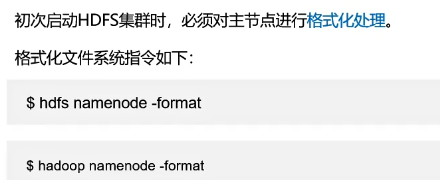 初次启动HDFS集群时，必须对主节点进行格式化处理。
格式化文件系统指令如下：
$ hdfs namenode -format
$ hadoop namenode -format